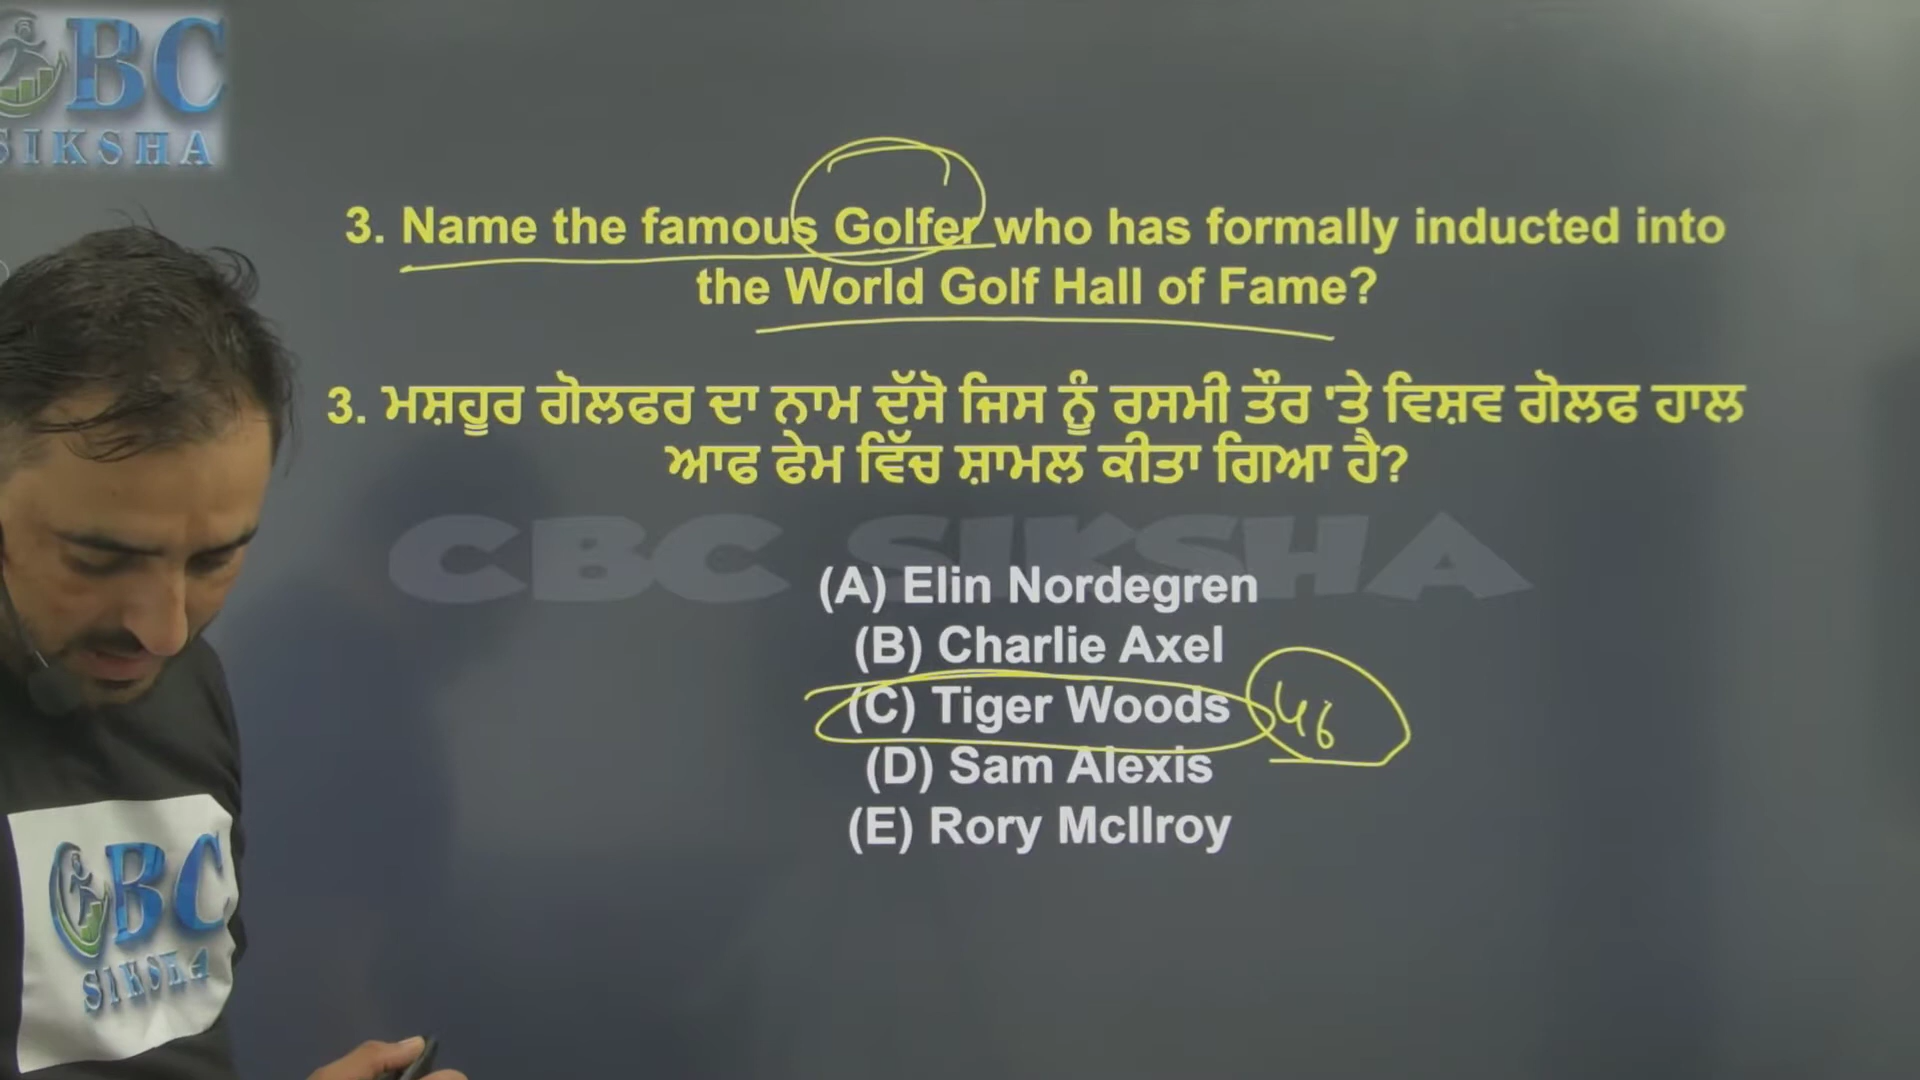 CBC
SIKSHA
3. Name the famous Golfer who has formally inducted into
the World Golf Hall of Fame?
3. ਮਸ਼ਹੂਰ ਗੋਲਫਰ ਦਾ ਨਾਮ ਦੱਸੋ ਜਿਸ ਨੂੰ ਰਸਮੀ ਤੌਰ 'ਤੇ ਵਿਸ਼ਵ ਗੋਲਫ ਹਾਲ
ਆਫ ਫੇਮ ਵਿੱਚ ਸ਼ਾਮਲ ਕੀਤਾ ਗਿਆ ਹੈ?
CBC SIKSHA
(A) Elin Nordegren
(B) Charlie Axel
(C) Tiger Woods 46
(D) Sam Alexis
(E) Rory McIlroy
CBC
SIKSHA